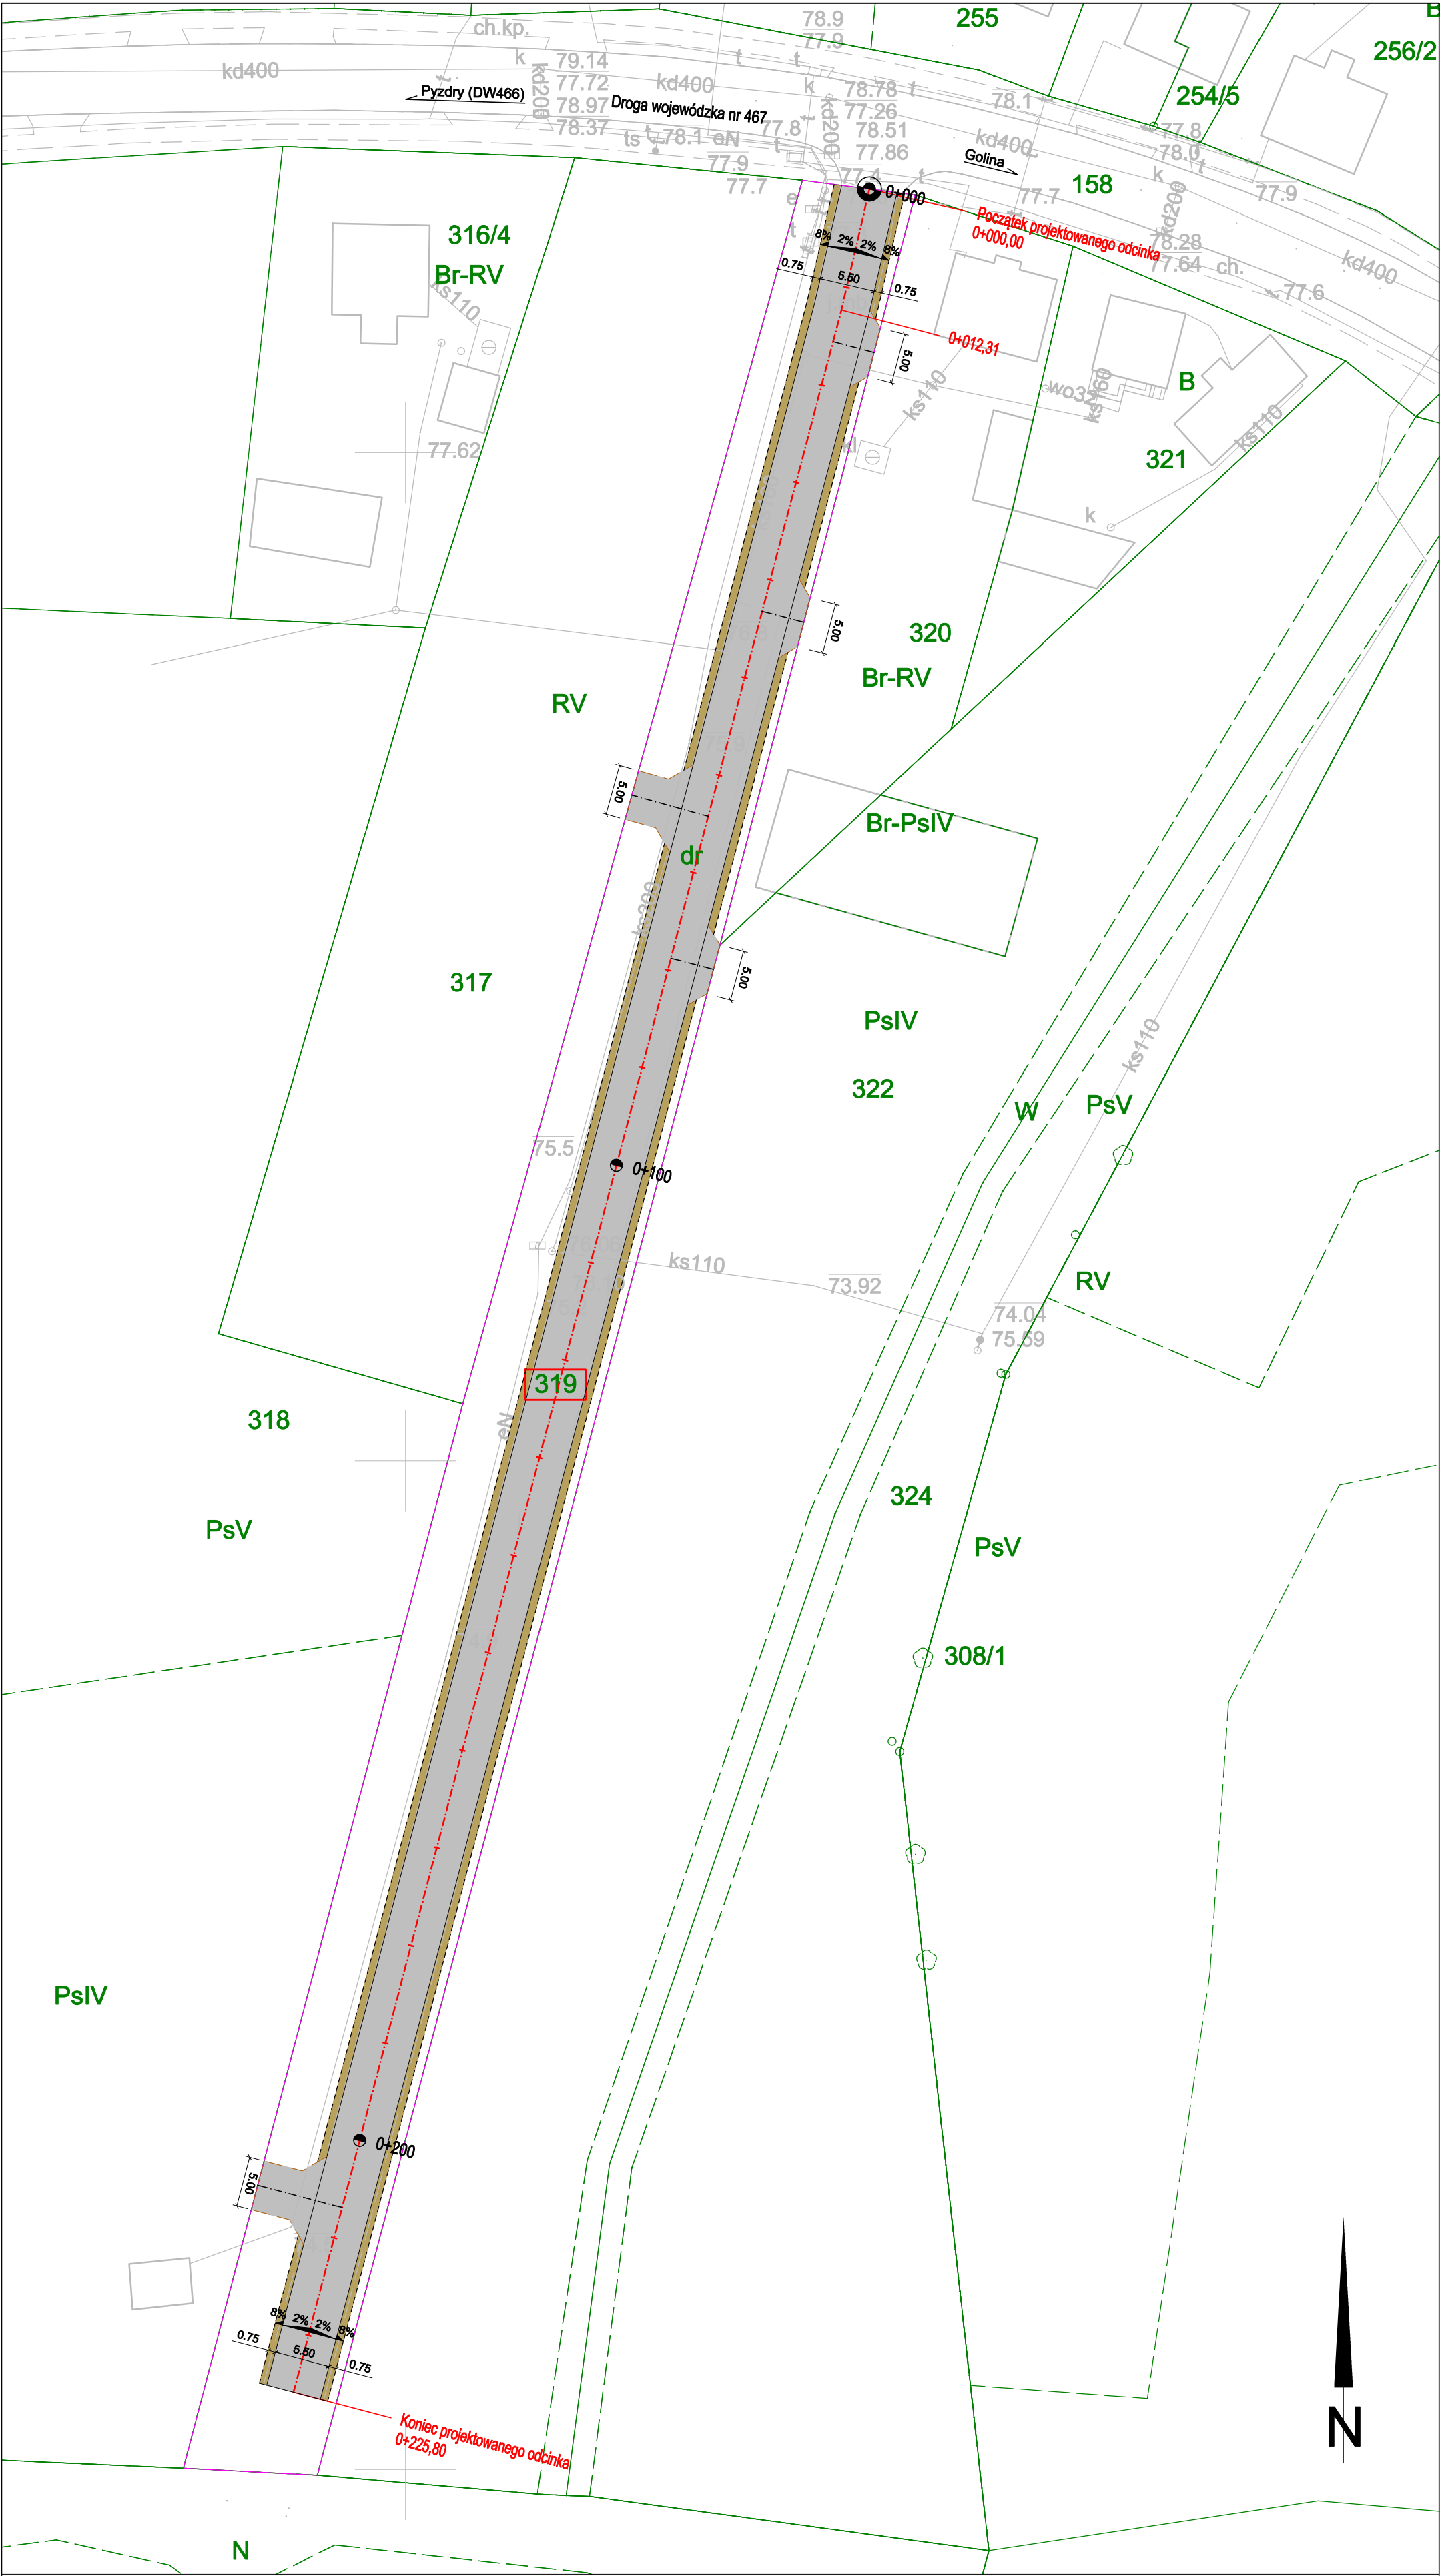 255
B
256/2
254/5
78.9
77.9
ch.kp.
k
79.14
77.72
78.97
78.37
kd400
kd200
t
t
kd400
t
Pyzdry (DW466)
Droga wojewódzka nr 467
k
78.78
77.26
78.51
77.86
kd200
t
78.1
77.8
78.0
t
kd400
Golina
158
k
kd200
77.9
ts
t
78.1
eN
77.8
t
77.9
77.7
77.4
t
77.7
e
t
0+000
Początek projektowanego odcinka
0+000,00
78.28
77.64
ch.
kd400
77.6
316/4
Br-RV
ks110
8%
2%
2%
8%
0.75
5.50
0.75
0+012,31
5.00
77.62
ks110
wo32
ks160
B
321
ks110
k
kl
5.00
320
Br-RV
RV
5.00
Br-PsIV
dr
ks200
317
5.00
PsIV
322
W
PsV
ks110
75.5
0+100
ks110
73.92
74.04
75.59
RV
319
318
eN
324
PsV
PsV
308/1
PsIV
0+200
5.00
8%
2%
2%
8%
0.75
5.50
0.75
Koniec projektowanego odcinka
0+225,80
N
N